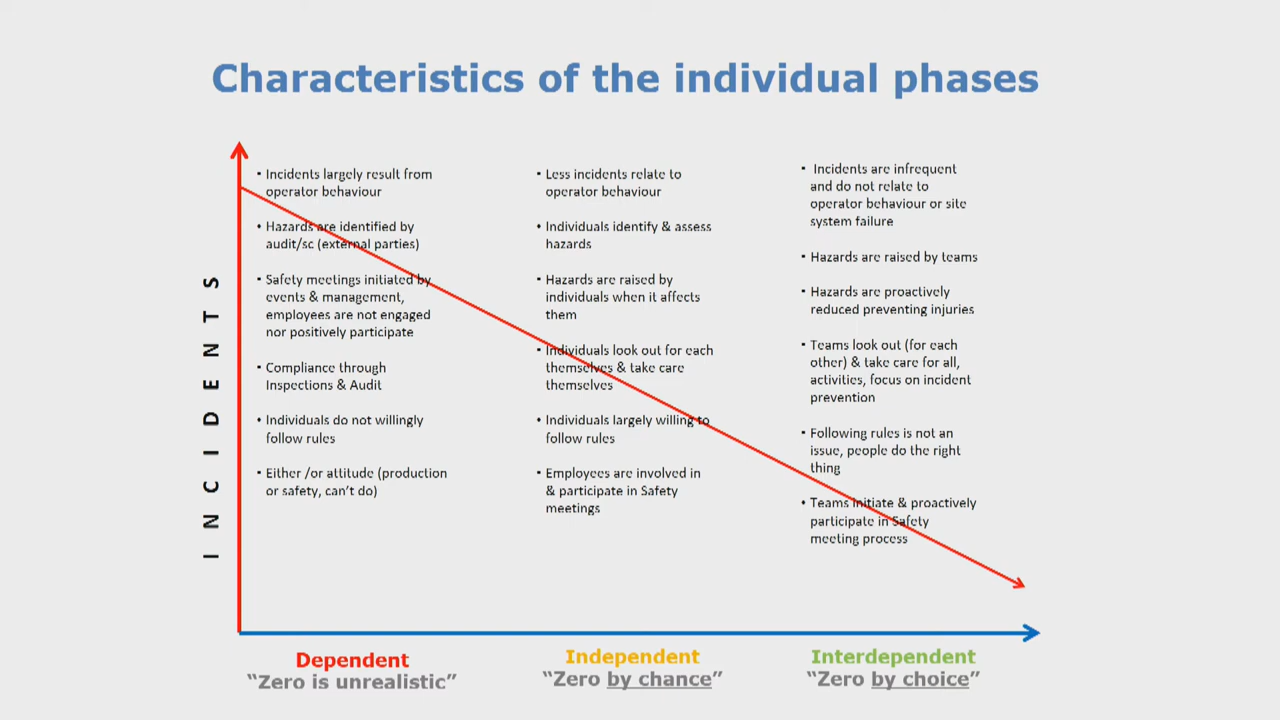 Characteristics of the individual phases
INCIDENTS
• Incidents largely result from
operator behaviour
• Hazards are identified by
audit/sc (external parties)
• Safety meetings initiated by
events & management,
employees are not engaged
nor positively participate
• Compliance through
Inspections & Audit
• Individuals do not willingly
follow rules
• Either /or attitude (production
or safety, can't do)
• Less incidents relate to
operator behaviour
• Individuals identify & assess
hazards
• Hazards are raised by
individuals when it affects
them
• Individuals look out for each
themselves & take care
themselves
• Individuals largely willing to
follow rules
• Employees are involved in
& participate in Safety
meetings
• Incidents are infrequent
and do not relate to
operator behaviour or site
system failure
• Hazards are raised by teams
• Hazards are proactively
reduced preventing injuries
• Teams look out (for each
other) & take care for all,
activities, focus on incident
prevention
• Following rules is not an
issue, people do the right
thing
• Teams initiate & proactively
participate in Safety
meeting process
Dependent
“Zero is unrealistic”
Independent
“Zero by chance”
Interdependent
“Zero by choice”